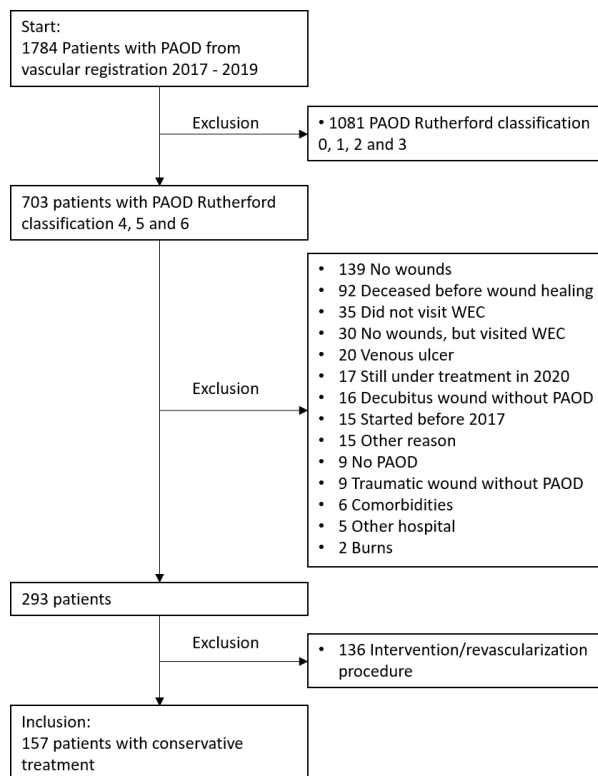 Start:
1784 Patients with PAOD from
vascular registration 2017 - 2019
Exclusion
• 1081 PAOD Rutherford classification
0, 1, 2 and 3
703 patients with PAOD Rutherford
classification 4, 5 and 6
Exclusion
• 139 No wounds
• 92 Deceased before wound healing
• 35 Did not visit WEC
• 30 No wounds, but visited WEC
• 20 Venous ulcer
• 17 Still under treatment in 2020
• 16 Decubitus wound without PAOD
• 15 Started before 2017
• 15 Other reason
• 9 No PAOD
• 9 Traumatic wound without PAOD
• 6 Comorbidities
• 5 Other hospital
• 2 Burns
293 patients
Exclusion
• 136 Intervention/revascularization
procedure
Inclusion:
157 patients with conservative
treatment